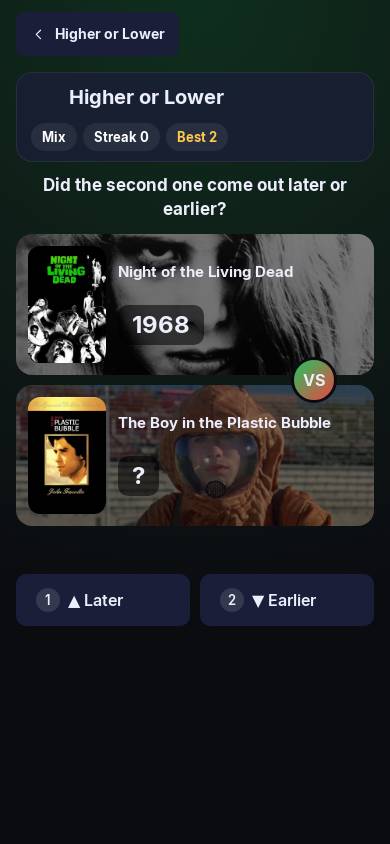 Higher or Lower
Higher or Lower
Mix
Streak 0
Best 2
Did the second one come out later or
earlier?
NIGHT
OF THE
LIVING
DEAD
Night of the Living Dead
1968
VS
PLASTIC
BUBBLE
John Travolta
The Boy in the Plastic Bubble
?
1 ▲ Later
2 ▼ Earlier